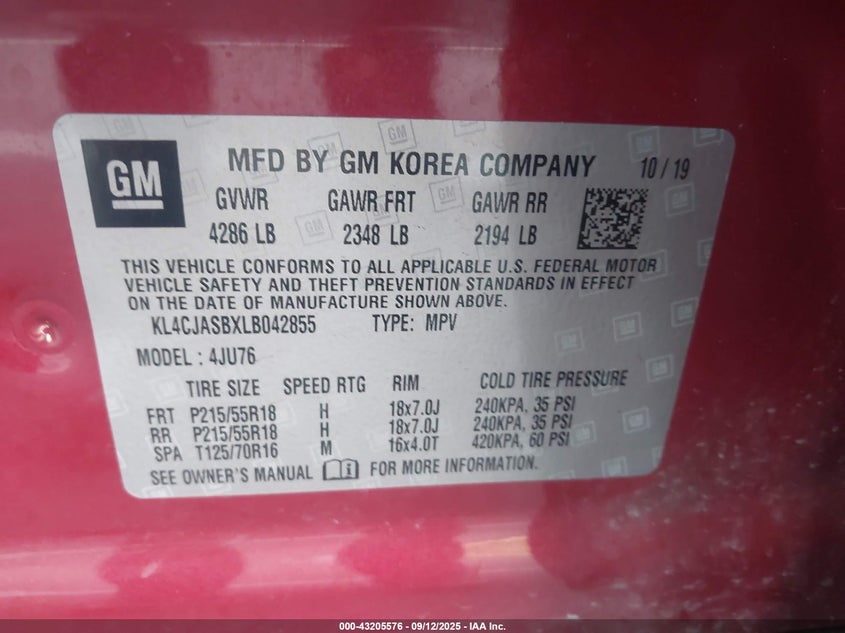 GM
MFD BY GM KOREA COMPANY 10 / 19
GVWR GAWR FRT GAWR RR
4286 LB 2348 LB 2194 LB
THIS VEHICLE CONFORMS TO ALL APPLICABLE U.S. FEDERAL MOTOR
VEHICLE SAFETY AND THEFT PREVENTION STANDARDS IN EFFECT
ON THE DATE OF MANUFACTURE SHOWN ABOVE.
KL4CJASBXLB042855 TYPE: MPV
MODEL : 4JU76
TIRE SIZE SPEED RTG RIM COLD TIRE PRESSURE
FRT P215/55R18 H 18x7.0J 240KPA, 35 PSI
RR P215/55R18 H 18x7.0J 240KPA, 35 PSI
SPA T125/70R16 M 16x4.0T 420KPA, 60 PSI
SEE OWNER'S MANUAL FOR MORE INFORMATION.
000-43205576 - 09/12/2025 - IAA Inc.